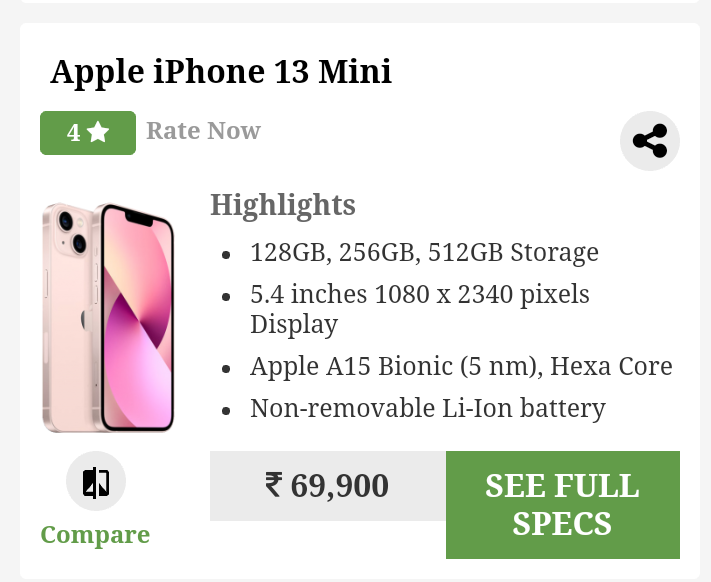 Apple iPhone 13 Mini
4 ★ Rate Now
Highlights
• 128GB, 256GB, 512GB Storage
• 5.4 inches 1080 x 2340 pixels
Display
• Apple A15 Bionic (5 nm), Hexa Core
• Non-removable Li-Ion battery
₹ 69,900
SEE FULL
SPECS
Compare